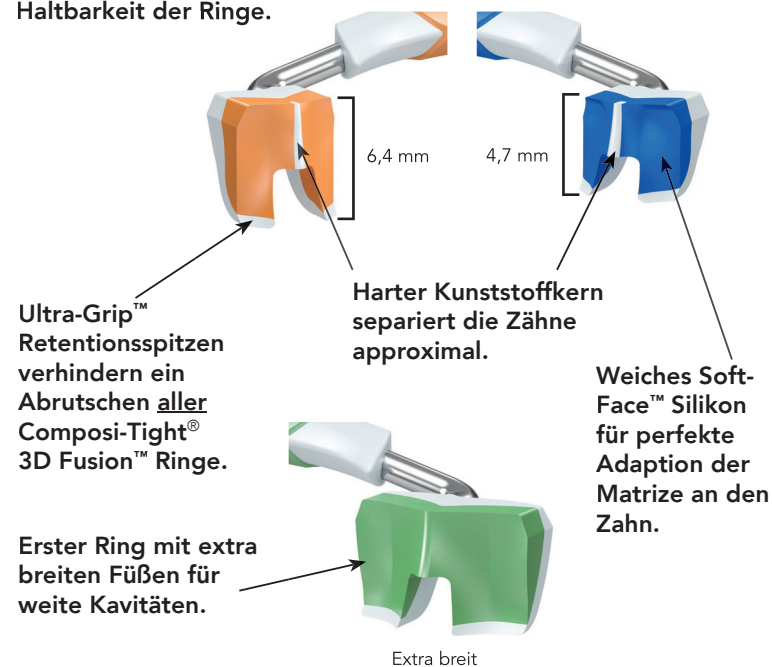 Haltbarkeit der Ringe.
6,4 mm
4,7 mm
Harter Kunststoffkern
separiert die Zähne
approximal.
Ultra-Grip™
Retentionsspitzen
verhindern ein
Abrutschen aller
Composi-Tight®
3D Fusion™ Ringe.
Weiches Soft-
Face™ Silikon
für perfekte
Adaption der
Matrize an den
Zahn.
Erster Ring mit extra
breiten Füßen für
weite Kavitäten.
Extra breit